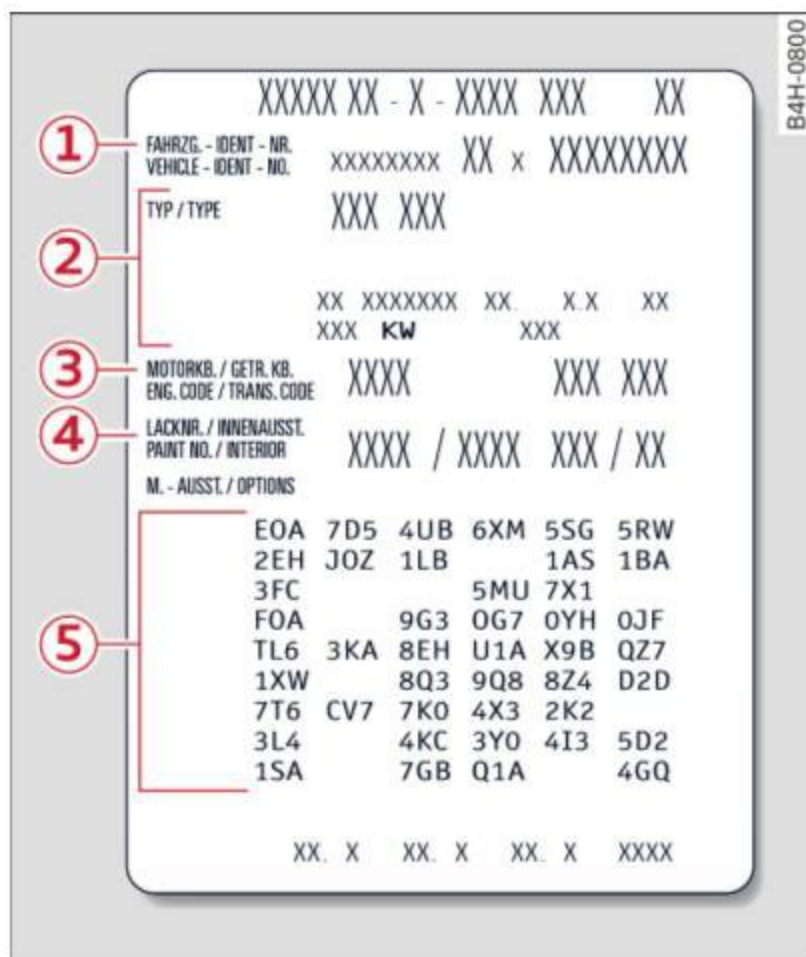 B4H-0800
XXXXX XX - X - XXXX XXX XX
1
FAHRZG. - IDENT - NR.
VEHICLE - IDENT - NO. XXXXXXXX XX X XXXXXXXX
2
TYP / TYPE XXX XXX
XX XXXXXXX XX. X.X XX
XXX KW XXX
3
MOTORKB. / GETR. KB.
ENG. CODE / TRANS. CODE XXXX XXX XXX
4
LACKNR. / INNENAUSST.
PAINT NO. / INTERIOR XXXX / XXXX XXX / XX
M. - AUSST. / OPTIONS
5
EOA 7D5 4UB 6XM 5SG 5RW
2EH JOZ 1LB 1AS 1BA
3FC 5MU 7X1
FOA 9G3 OG7 OYH OJF
TL6 3KA 8EH U1A X9B QZ7
1XW 8Q3 9Q8 8Z4 D2D
7T6 CV7 7K0 4X3 2K2
3L4 4KC 3Y0 4I3 5D2
1SA 7GB Q1A 4GQ
XX. X XX. X XX. X XXXX